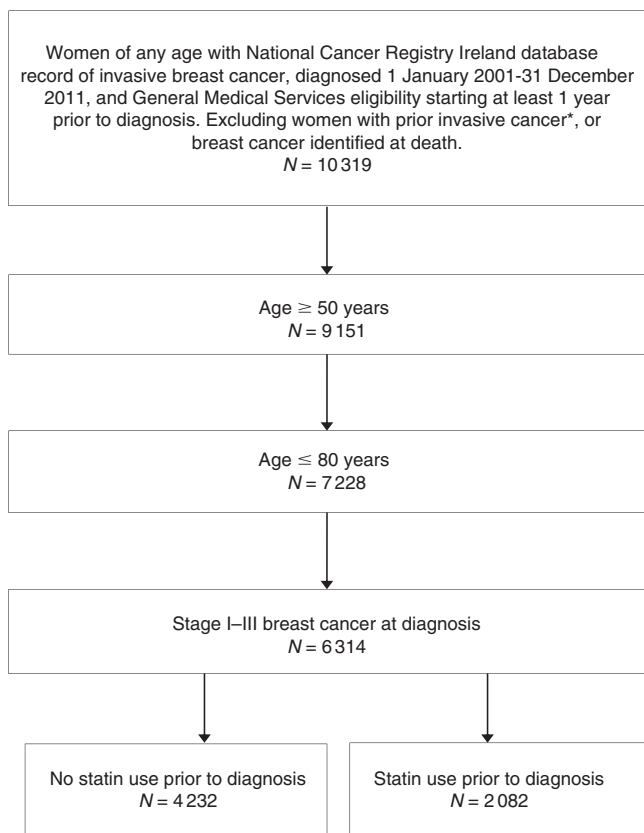 Women of any age with National Cancer Registry Ireland database
record of invasive breast cancer, diagnosed 1 January 2001-31 December
2011, and General Medical Services eligibility starting at least 1 year
prior to diagnosis. Excluding women with prior invasive cancer*, or
breast cancer identified at death.
N = 10 319
Age ≥ 50 years
N = 9 151
Age ≤ 80 years
N = 7 228
Stage I–III breast cancer at diagnosis
N = 6 314
No statin use prior to diagnosis
N = 4 232
Statin use prior to diagnosis
N = 2 082